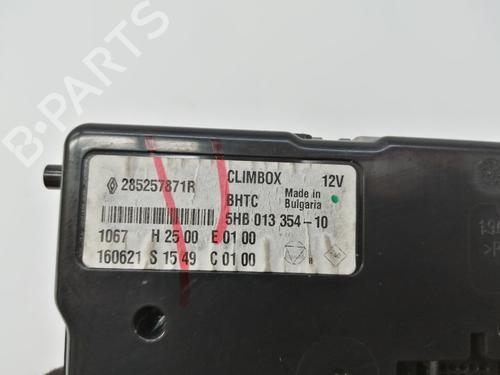 B-PARTS
285257871R CLIMBOX 12V
BHTC Made in Bulgaria
5HB 013 354-10
1067 H 25 00 E 01 00
160621 S 15 49 C 01 00